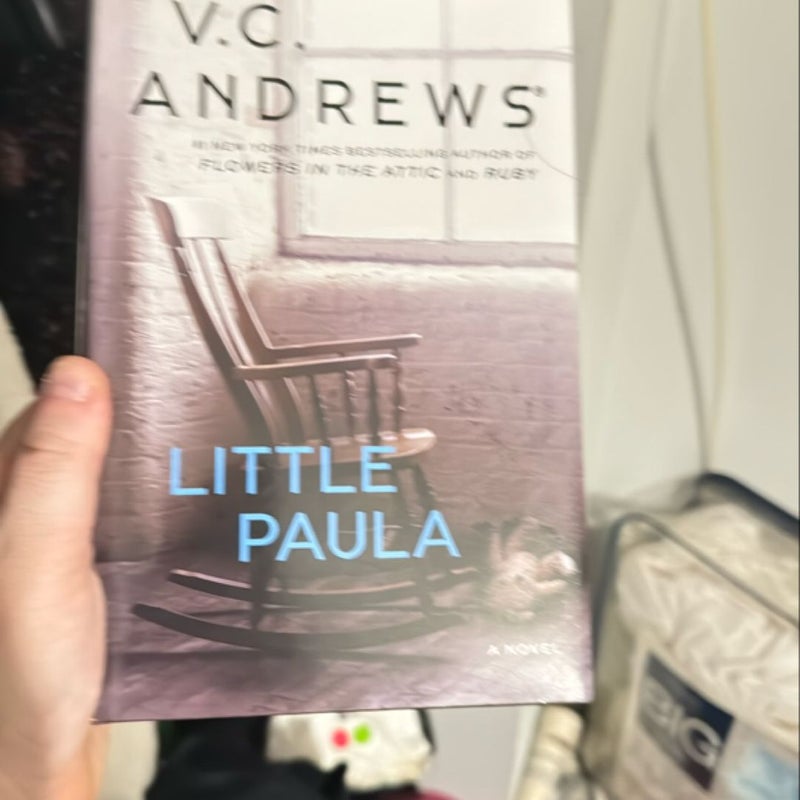 V.C.
ANDREWS®
#1 NEW YORK TIMES BESTSELLING AUTHOR OF
FLOWERS IN THE ATTIC AND RUBY
LITTLE
PAULA
A NOVEL
BIG